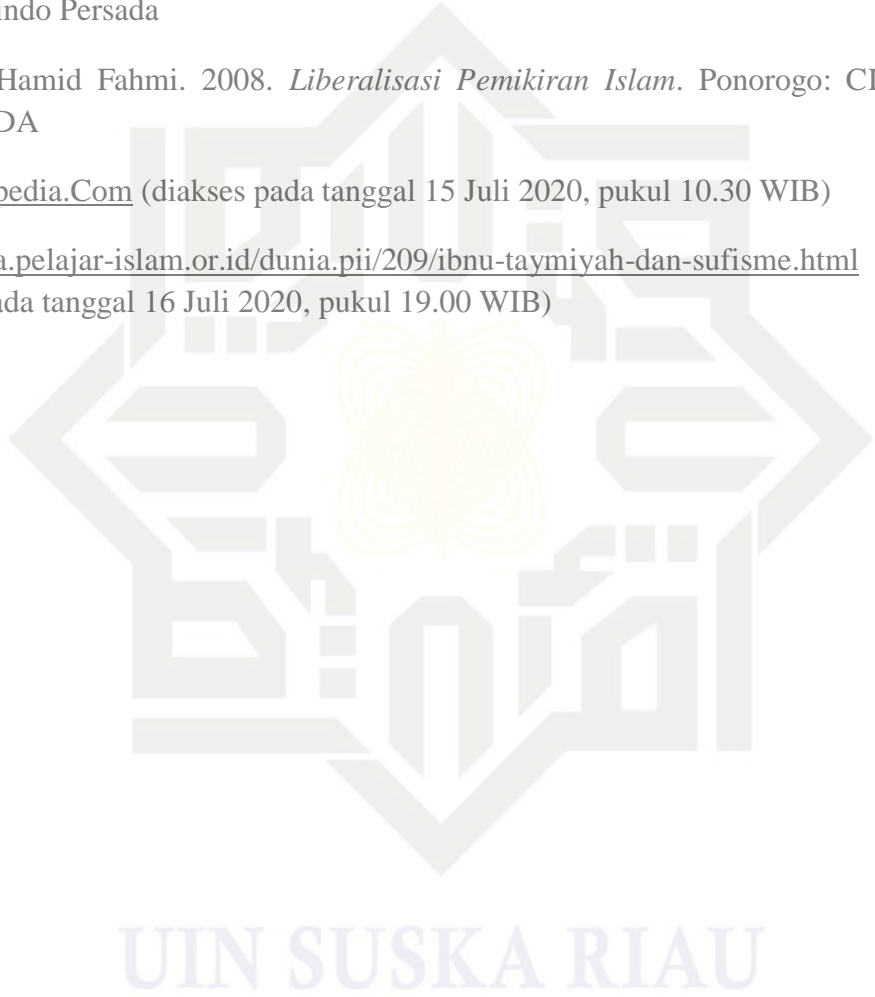 indo Persada
Hamid Fahmi. 2008. Liberalisasi Pemikiran Islam. Ponorogo: CI
DA
pedia.Com (diakses pada tanggal 15 Juli 2020, pukul 10.30 WIB)
a.pelajar-islam.or.id/dunia.pii/209/ibnu-taymiyah-dan-sufisme.html
ada tanggal 16 Juli 2020, pukul 19.00 WIB)
UIN SUSKA RIAU